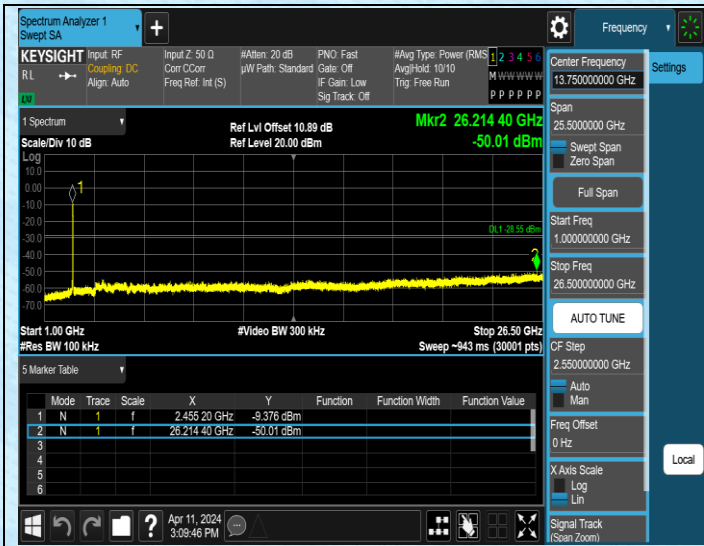 Spectrum Analyzer 1
Swept SA
+
Frequency
KEYSIGHT
RL
LXI
Input: RF
Coupling: DC
Align: Auto
Input Z: 50 Ω
Corr CCorr
Freq Ref: Int (S)
#Atten: 20 dB
µW Path: Standard
PNO: Fast
Gate: Off
IF Gain: Low
Sig Track: Off
#Avg Type: Power (RMS
Avg|Hold: 10/10
Trig: Free Run
1 2 3 4 5 6
M W W W W W
P P P P P P
1 Spectrum
Scale/Div 10 dB
Ref Lvl Offset 10.89 dB
Ref Level 20.00 dBm
Mkr2 26.214 40 GHz
-50.01 dBm
Log
10.0
0.00
-10.0
-20.0
-30.0
-40.0
-50.0
-60.0
-70.0
1
2
DL1 -28.55 dBm
Start 1.00 GHz
#Res BW 100 kHz
#Video BW 300 kHz
Stop 26.50 GHz
Sweep ~943 ms (30001 pts)
5 Marker Table
Mode Trace Scale X Y Function Function Width Function Value
1 N 1 f 2.455 20 GHz -9.376 dBm
2 N 1 f 26.214 40 GHz -50.01 dBm
3
4
5
6
Apr 11, 2024
3:09:46 PM
?
Center Frequency
13.750000000 GHz
Span
25.5000000 GHz
Swept Span
Zero Span
Full Span
Start Freq
1.000000000 GHz
Stop Freq
26.500000000 GHz
AUTO TUNE
CF Step
2.550000000 GHz
Auto
Man
Freq Offset
0 Hz
X Axis Scale
Log
Lin
Signal Track
(Span Zoom)
Settings
Local